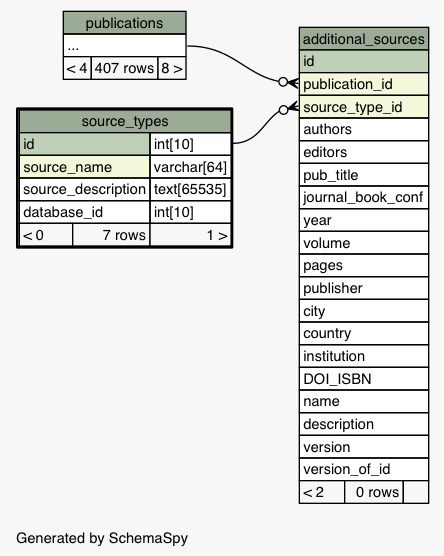 publications
...
< 4 407 rows 8 >
source_types
id int[10]
source_name varchar[64]
source_description text[65535]
database_id int[10]
< 0 7 rows 1 >
additional_sources
id
publication_id
source_type_id
authors
editors
pub_title
journal_book_conf
year
volume
pages
publisher
city
country
institution
DOI_ISBN
name
description
version
version_of_id
< 2 0 rows
Generated by SchemaSpy